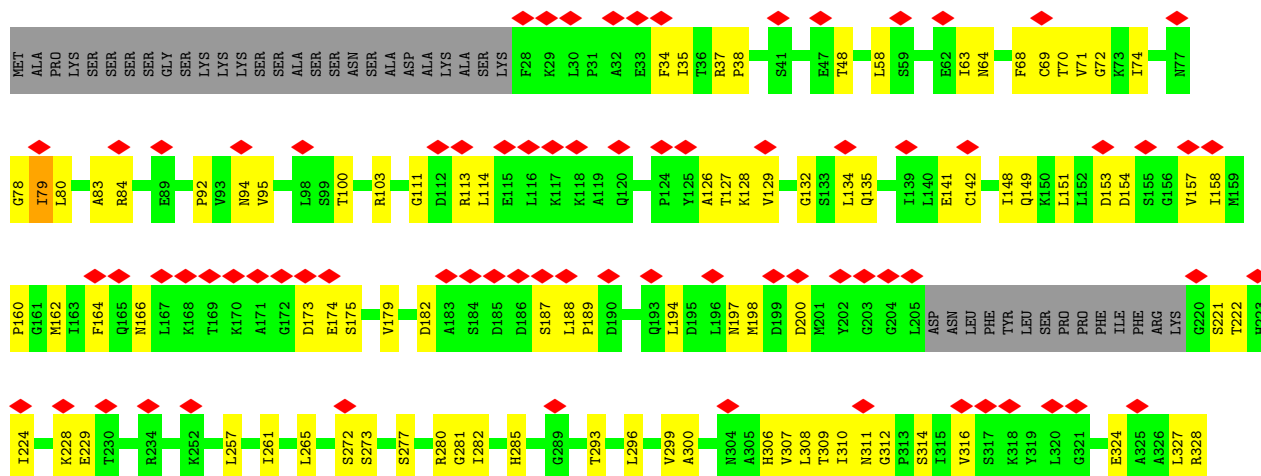 MET ALA PRO LYS SER SER SER SER GLY SER LYS LYS LYS SER SER ALA SER SER ASN SER ALA ASP ALA LYS ALA SER LYS F28 K29 L30 P31 A32 E33 F34 I35 T36 R37 P38 S41 E47 T48 L58 S59 E62 I63 N64 F68 C69 T70 V71 G72 K73 I74 N77
G78 I79 L80 A83 R84 E89 P92 V93 N94 V95 L98 S99 T100 R103 G111 D112 R113 L114 E115 L116 K117 K118 A119 Q120 P124 Y125 A126 T127 K128 V129 G132 S133 L134 Q135 I139 L140 E141 C142 I148 Q149 K150 L151 L152 D153 D154 S155 G156 V157 I158 M159
P160 G161 M162 I163 F164 Q165 N166 L167 K168 T169 K170 A171 G172 D173 E174 S175 V179 D182 A183 S184 D185 D186 S187 L188 P189 D190 Q193 L194 D195 L196 N197 M198 D199 D200 M201 Y202 G203 G204 L205 ASP ASN LEU PHE TYR LEU SER PRO PRO PHE ILE PHE ARG LYS G220 S221 T222 H223
I224 K228 E229 T230 R234 K252 L257 I261 L265 S272 S273 S277 R280 G281 I282 H285 G289 T293 L296 V299 A300 N304 A305 H306 V307 L308 T309 I310 N311 G312 P313 S314 I315 V316 S317 K318 Y319 L320 G321 E324 A325 A326 L327 R328